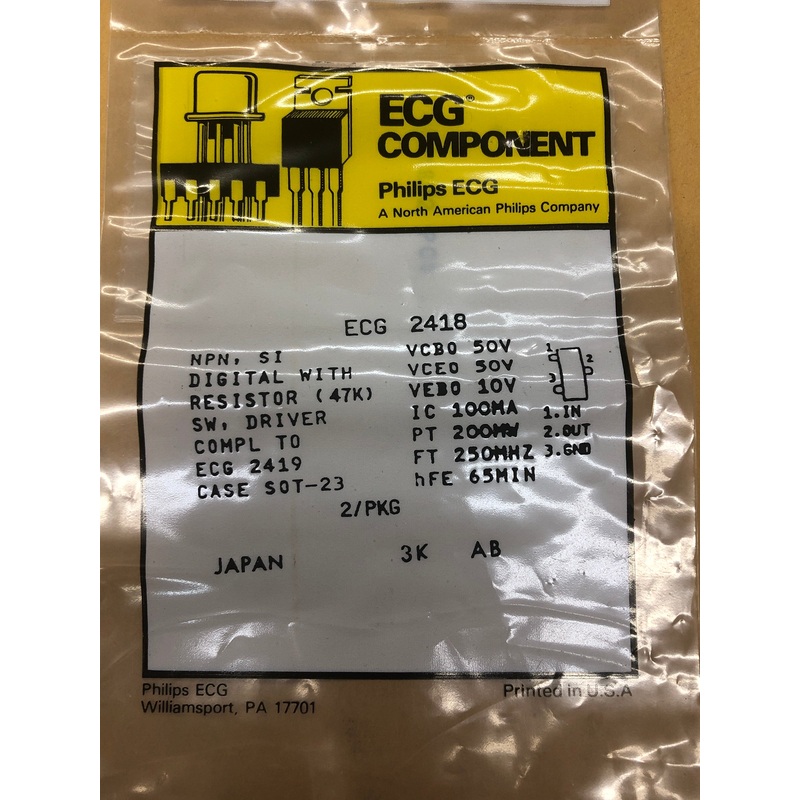 ECG®
COMPONENT
Philips ECG
A North American Philips Company
ECG 2418
NPN, SI
DIGITAL WITH
RESISTOR (47K)
SW, DRIVER
COMPL TO
ECG 2419
CASE SOT-23
VCBO 50V
VCEO 50V
VEBO 10V
IC 100MA
PT 200MW
FT 250MHZ
hFE 65MIN
1
2
3
1.IN
2.OUT
3.GND
2/PKG
JAPAN 3K AB
Philips ECG
Williamsport, PA 17701
Printed in U.S.A